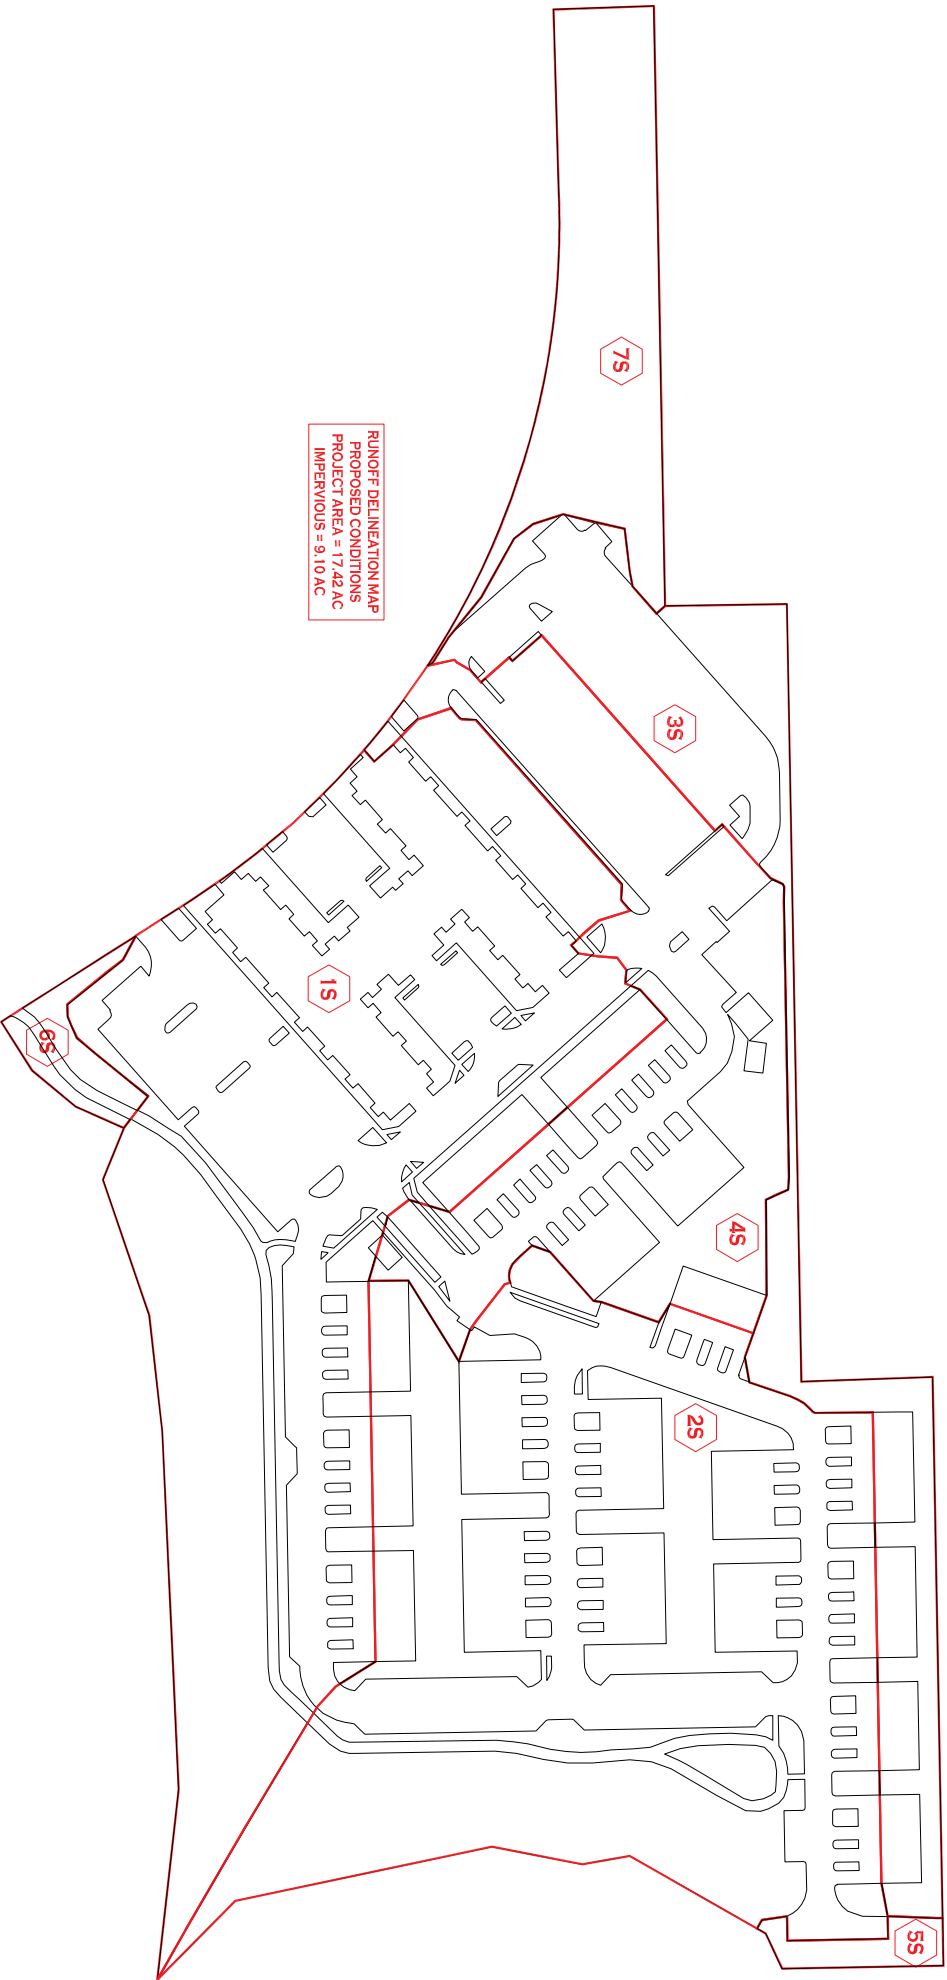 7S
RUNOFF DELINEATION MAP
PROPOSED CONDITIONS
PROJECT AREA = 17.42 AC
IMPERVIOUS = 9.10 AC
3S
1S
6S
4S
2S
5S